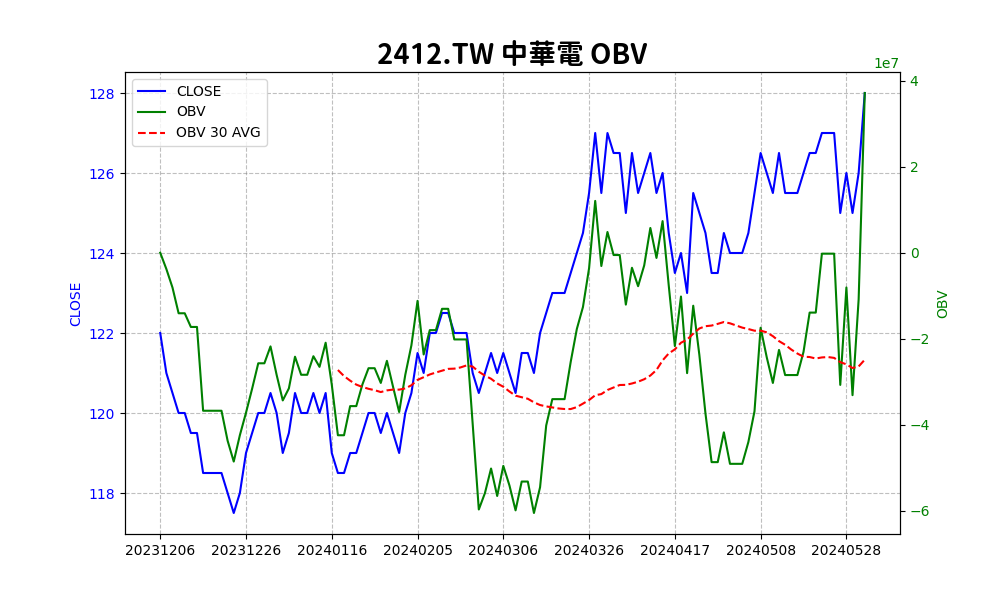 2412.TW 中華電 OBV
1e7
CLOSE
OBV
OBV 30 AVG
128
126
124
122
120
118
CLOSE
4
2
0
−2
−4
−6
OBV
20231206 20231226 20240116 20240205 20240306 20240326 20240417 20240508 20240528